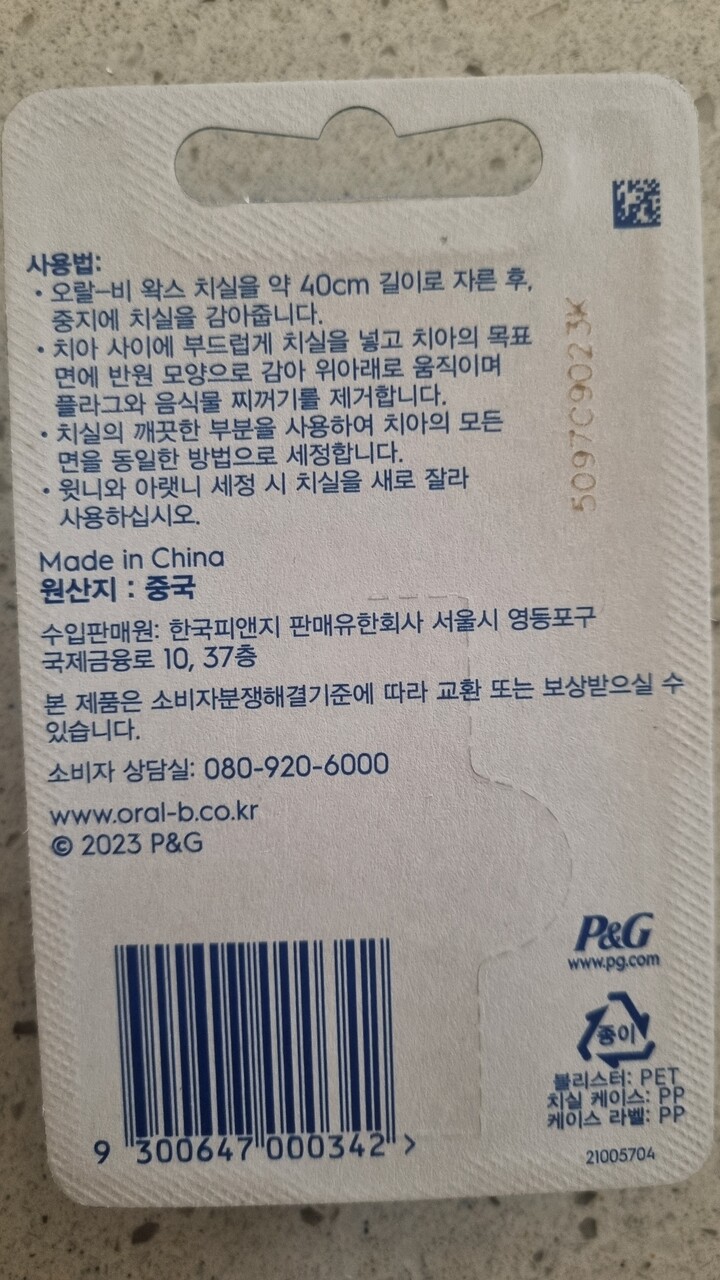 사용법:
• 오랄-비 왁스 치실을 약 40cm 길이로 자른 후,
중지에 치실을 감아줍니다.
• 치아 사이에 부드럽게 치실을 넣고 치아의 목표
면에 반원 모양으로 감아 위아래로 움직이며
플라그와 음식물 찌꺼기를 제거합니다.
• 치실의 깨끗한 부분을 사용하여 치아의 모든
면을 동일한 방법으로 세정합니다.
• 윗니와 아랫니 세정 시 치실을 새로 잘라
사용하십시오.
5097C9023K
Made in China
원산지 : 중국
수입판매원: 한국피앤지 판매유한회사 서울시 영등포구
국제금융로 10, 37층
본 제품은 소비자분쟁해결기준에 따라 교환 또는 보상받으실 수
있습니다.
소비자 상담실: 080-920-6000
www.oral-b.co.kr
© 2023 P&G
P&G
www.pg.com
종이
블리스터: PET
치실 케이스: PP
케이스 라벨: PP
21005704
9 300647 000342 >